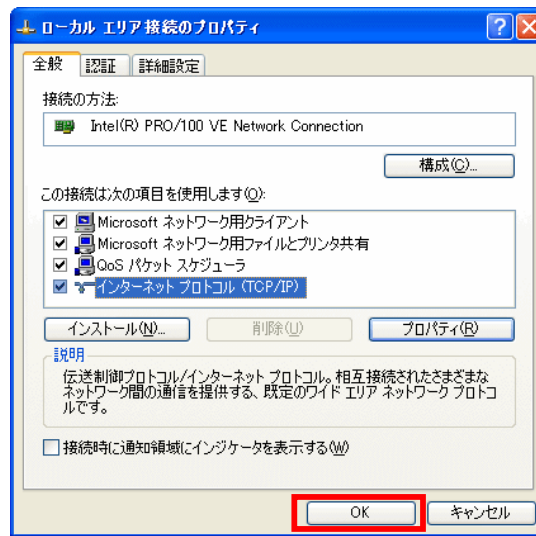 ローカル エリア接続のプロパティ
全般 認証 詳細設定
接続の方法:
Intel(R) PRO/100 VE Network Connection
構成(C)...
この接続は次の項目を使用します(O):
Microsoft ネットワーク用クライアント
Microsoft ネットワーク用ファイルとプリンタ共有
QoS パケット スケジューラ
インターネット プロトコル (TCP/IP)
インストール(N)... 削除(U) プロパティ(R)
説明
伝送制御プロトコル/インターネット プロトコル。相互接続されたさまざまな
ネットワーク間の通信を提供する、既定のワイド エリア ネットワーク プロトコ
ルです。
接続時に通知領域にインジケータを表示する(W)
OK キャンセル